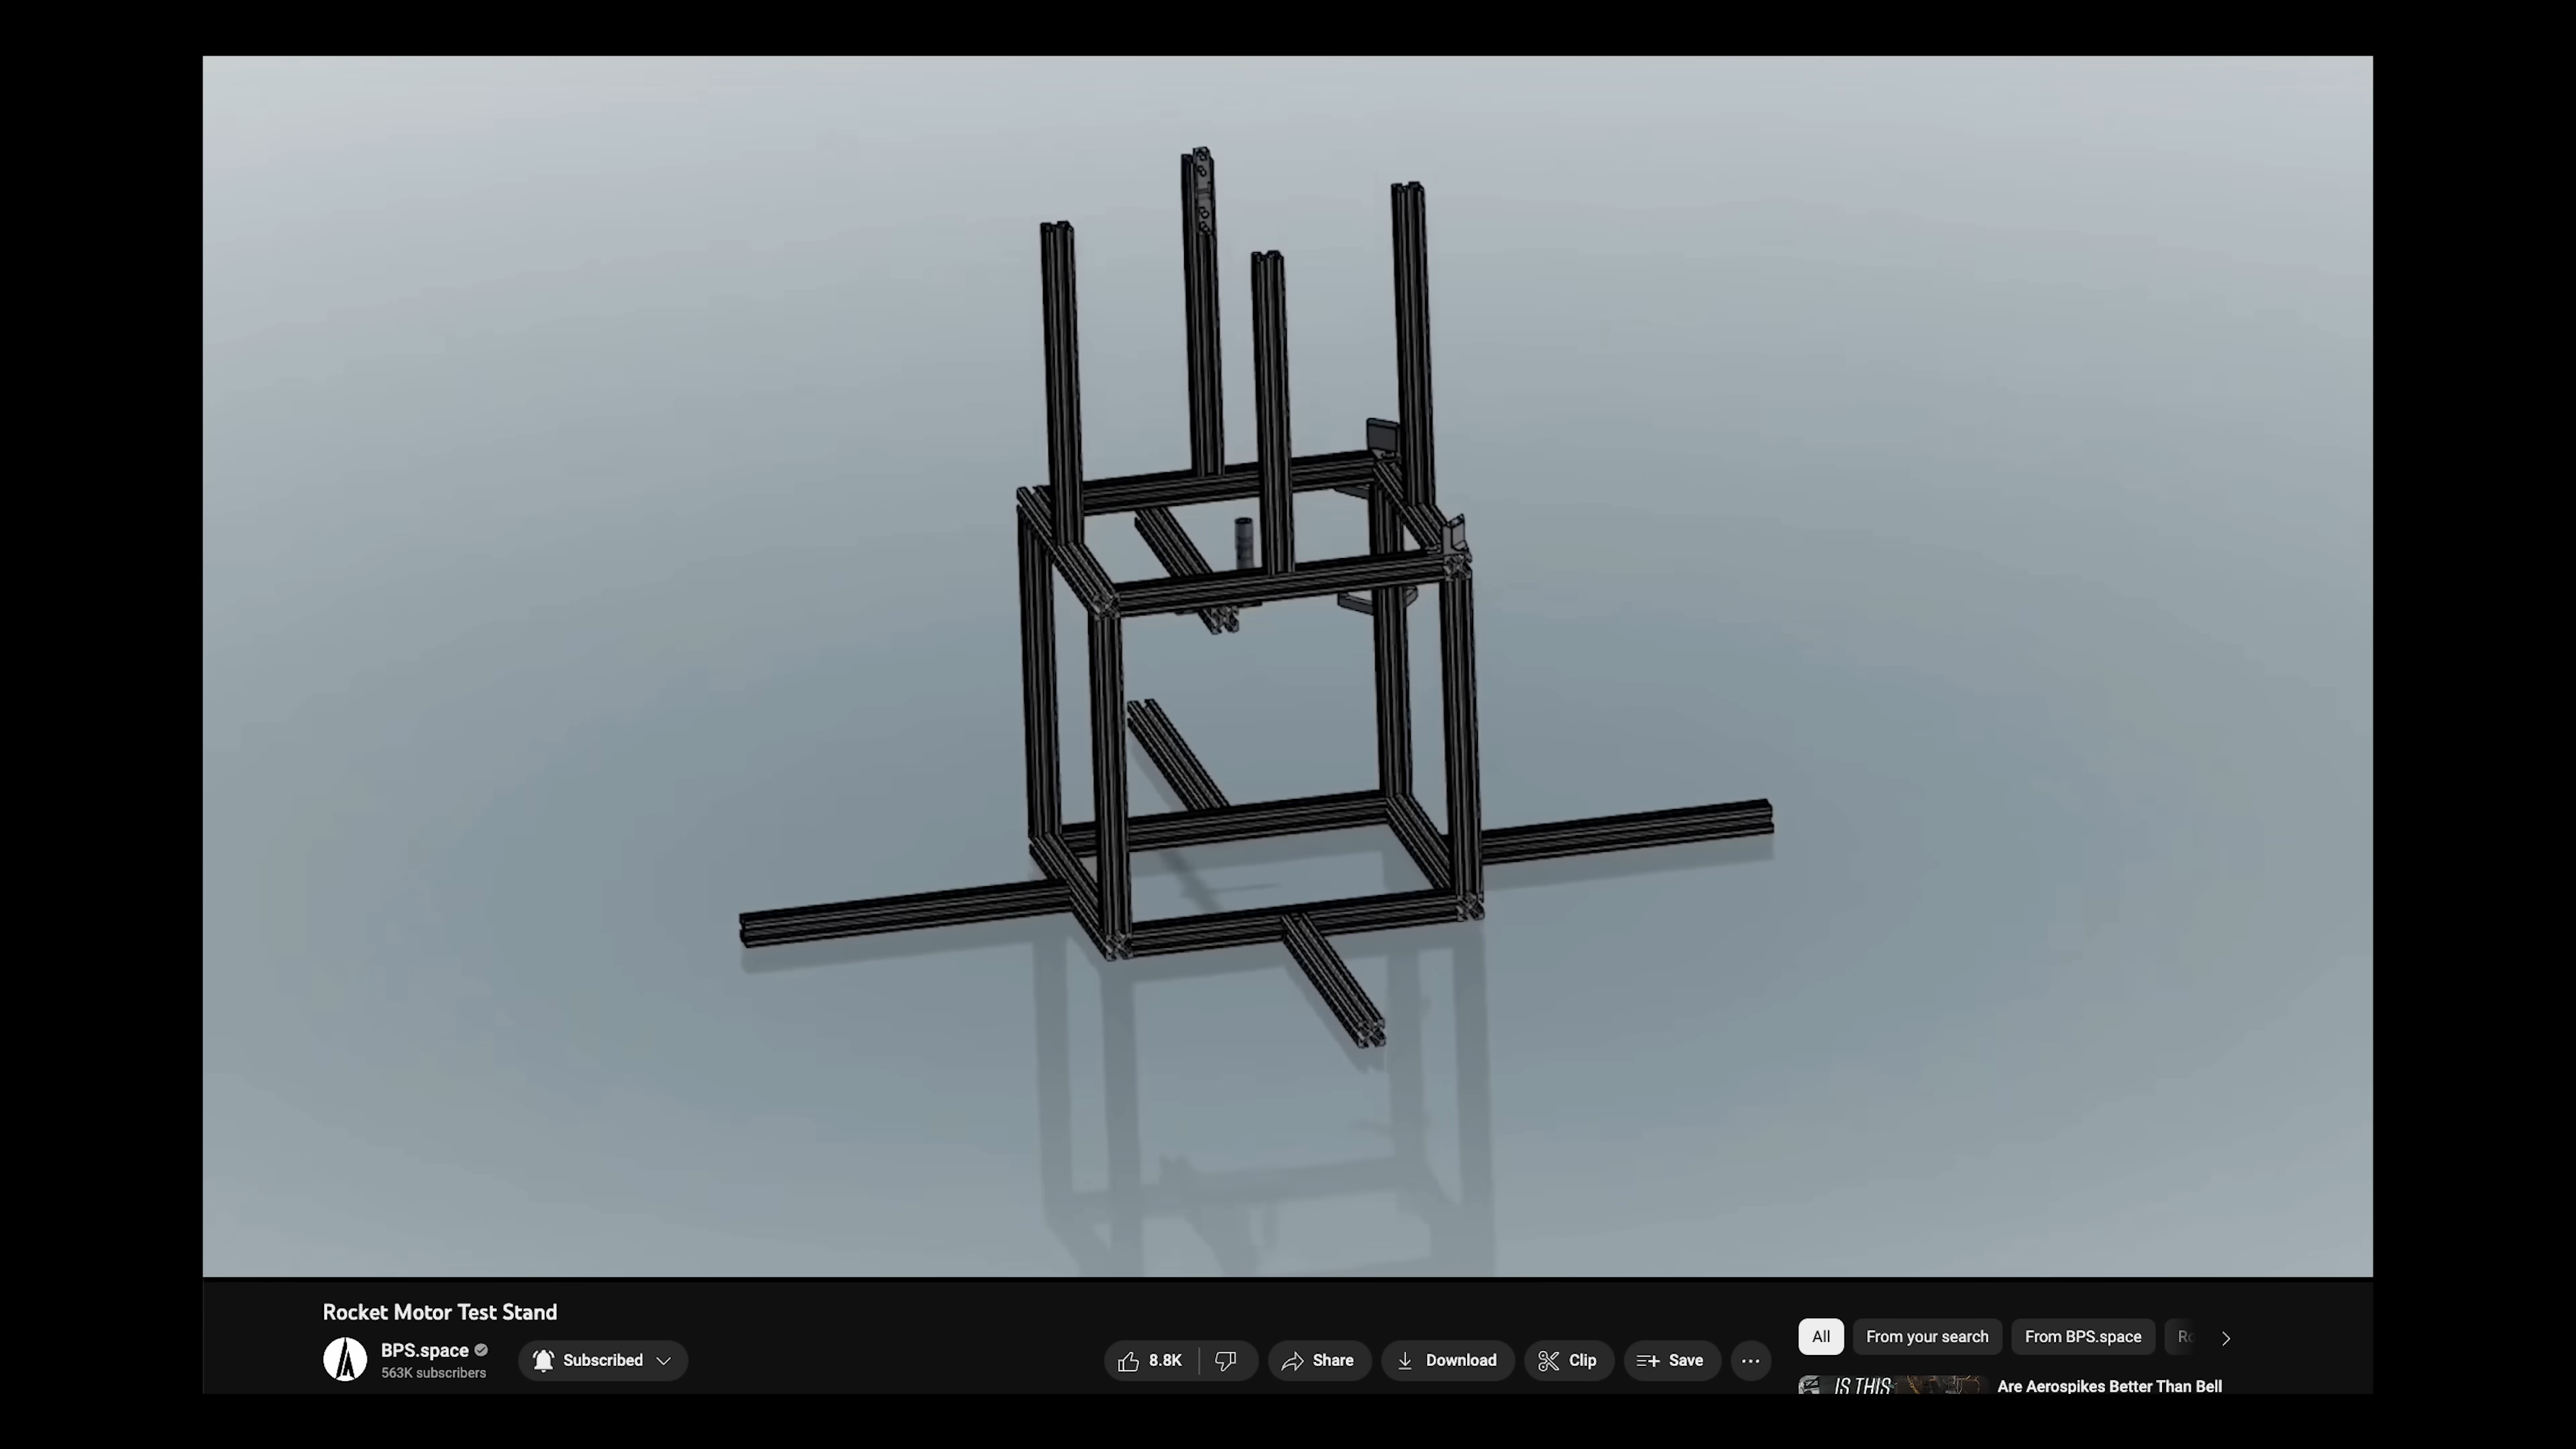 Rocket Motor Test Stand
BPS.space
563K subscribers
Subscribed
8.8K
Share
Download
Clip
Save
All
From your search
From BPS.space
IS THIS
Are Aerospikes Better Than Bell